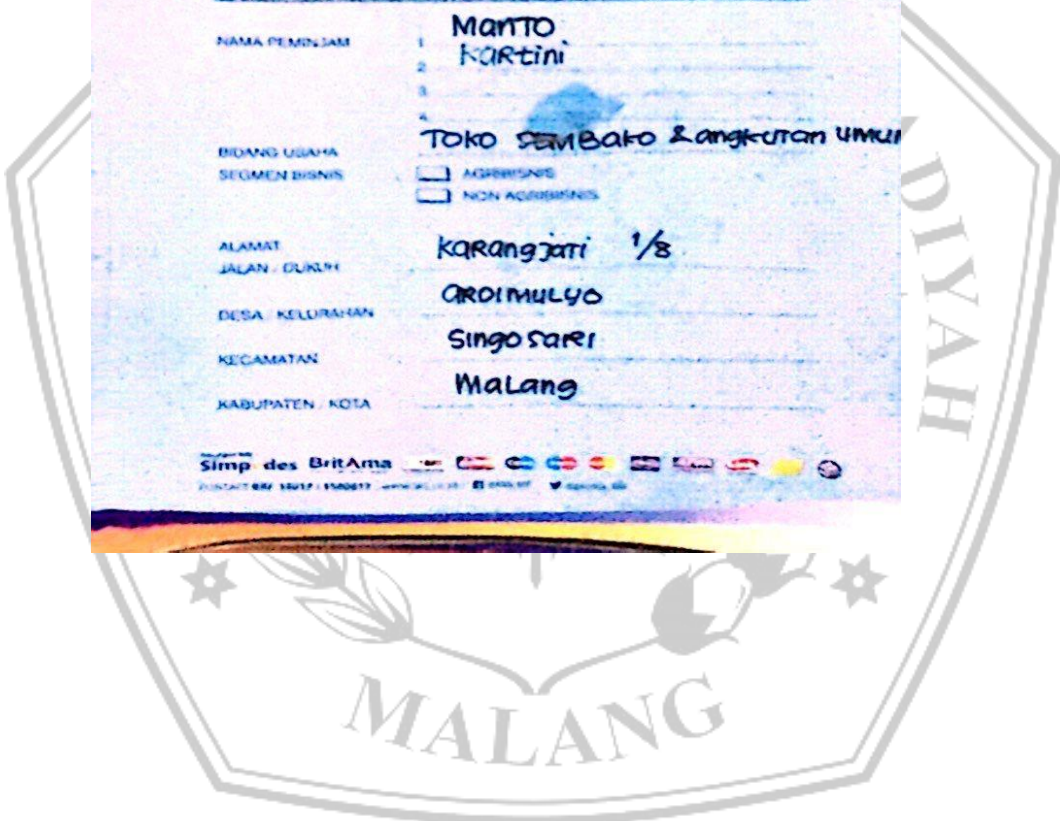 NAMA PEMINJAM
1 Manto
2 Kartini
3
4
BIDANG USAHA Toko SEMBAKO & angkutan umum
SEGMEN BISNIS AGRIBISNIS
NON AGRIBISNIS
ALAMAT
JALAN / DUKUH Karangjati 1/8
DESA / KELURAHAN ARDIMULYO
KECAMATAN Singosari
KABUPATEN / KOTA Malang
Simpedes BritAma
DIYAH
MALANG